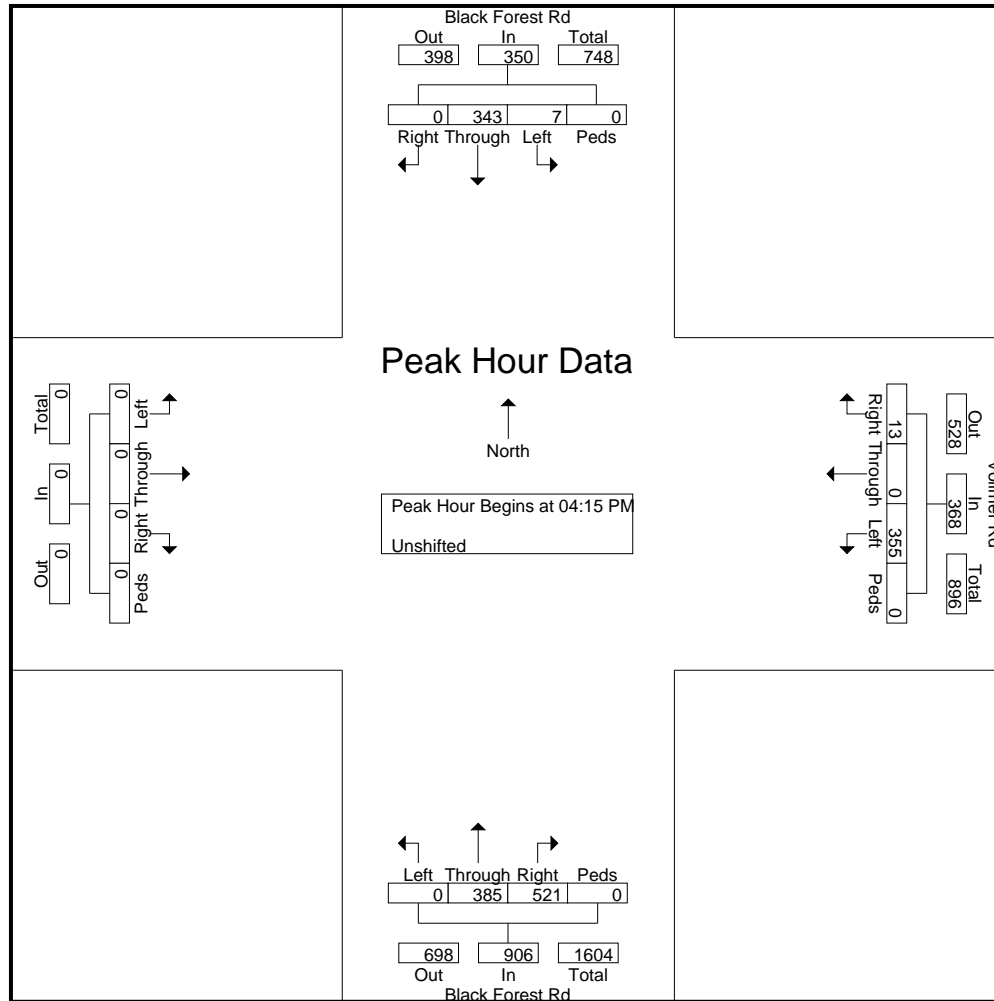 Black Forest Rd
Out In Total
398 350 748
0 343 7 0
Right Through Left Peds
Peak Hour Data
North
Peak Hour Begins at 04:15 PM
Unshifted
Total In Out
0 0 0
0 0 0 0
Left Through Right Peds
Out In Total
528 368 896
13 0 355 0
Right Through Left Peds
Left Through Right Peds
0 385 521 0
698 906 1604
Out In Total
Black Forest Rd